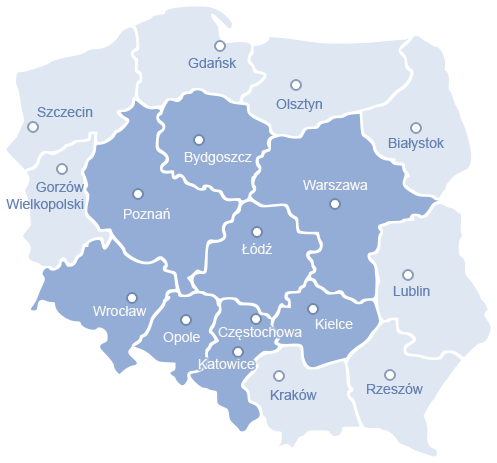 Gdańsk
Olsztyn
Szczecin
Białystok
Bydgoszcz
Gorzów
Wielkopolski
Warszawa
Poznań
Łódź
Lublin
Wrocław
Opole
Częstochowa
Kielce
Katowice
Kraków
Rzeszów